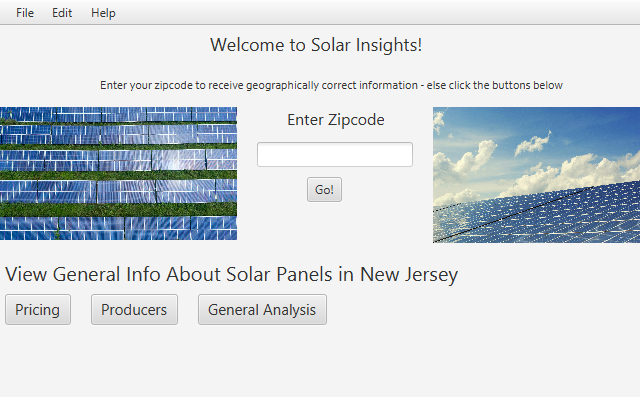 File Edit Help
Welcome to Solar Insights!
Enter your zipcode to receive geographically correct information - else click the buttons below
Enter Zipcode
Go!
View General Info About Solar Panels in New Jersey
Pricing Producers General Analysis